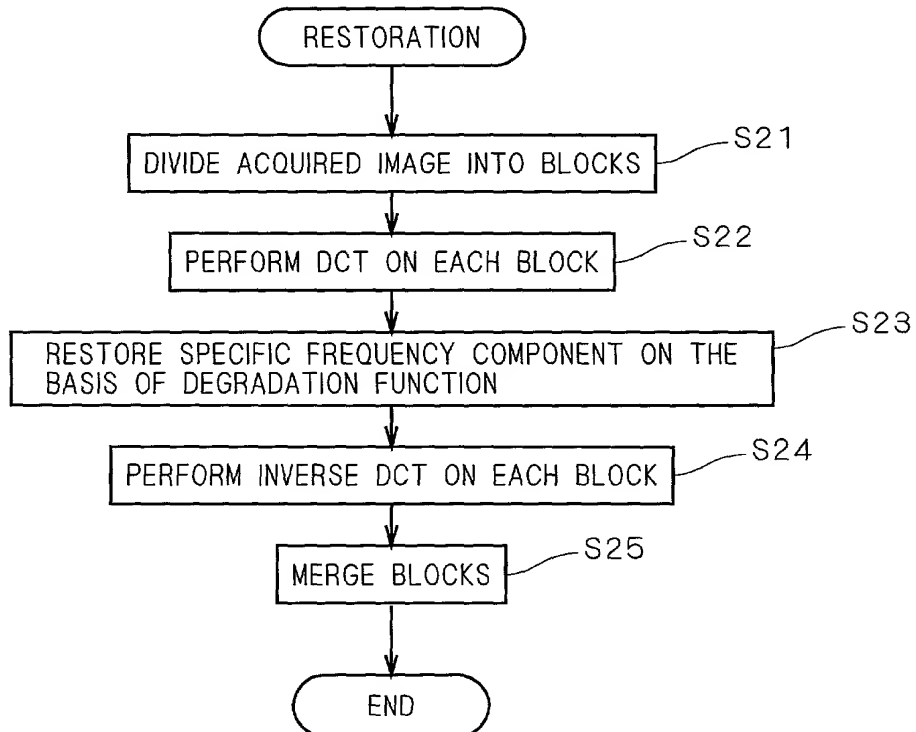 RESTORATION
S21
DIVIDE ACQUIRED IMAGE INTO BLOCKS
S22
PERFORM DCT ON EACH BLOCK
S23
RESTORE SPECIFIC FREQUENCY COMPONENT ON THE
BASIS OF DEGRADATION FUNCTION
S24
PERFORM INVERSE DCT ON EACH BLOCK
S25
MERGE BLOCKS
END